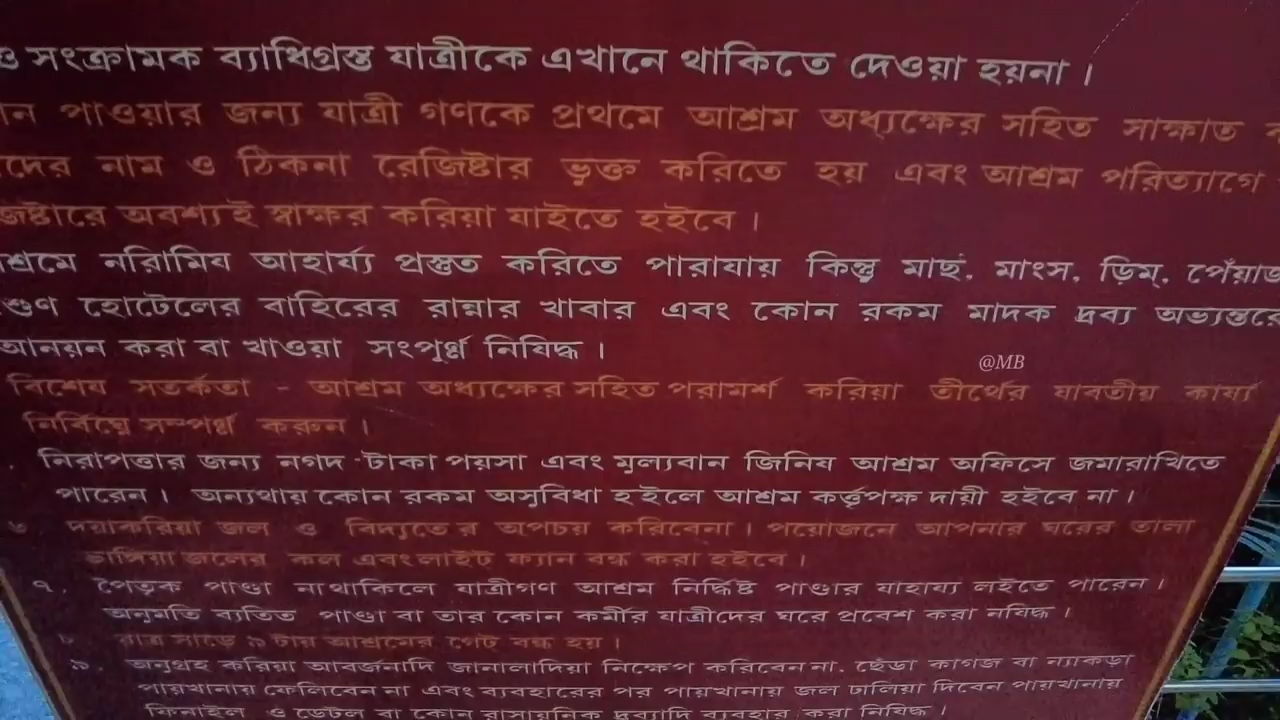 ও সংক্রামক ব্যাধিগ্রস্ত যাত্রীকে এখানে থাকিতে দেওয়া হয়না।
ান পাওয়ার জন্য যাত্রী গণকে প্রথমে আশ্রম অধ্যক্ষের সহিত সাক্ষাত
দের নাম ও ঠিকনা রেজিষ্টার ভুক্ত করিতে হয় এবং আশ্রম পরিত্যাগে
জিষ্টারে অবশ্যই স্বাক্ষর করিয়া যাইতে হইবে।
শ্রমে নরিামিষ আহার্য্য প্রস্তুত করিতে পারাযায় কিন্তু মাছ, মাংস, ডিম, পেঁয়াজ
শুণ হোটেলের বাহিরের রান্নার খাবার এবং কোন রকম মাদক দ্রব্য অভ্যন্তরে
আনয়ন করা বা খাওয়া সংপূর্ণ্ণ নিষিদ্ধ।
@MB
বিশেষ সতর্কতা - আশ্রম অধ্যক্ষের সহিত পরামর্শ করিয়া তীর্থের যাবতীয় কার্য্য
নির্বিঘ্নে সম্পর্ণ্ণ করুন।
নিরাপত্তার জন্য নগদ টাকা পয়সা এবং মুল্যবান জিনিষ আশ্রম অফিসে জমারাখিতে
পারেন। অন্যথায় কোন রকম অসুবিধা হইলে আশ্রম কর্ত্তৃপক্ষ দায়ী হইবে না।
৬ দয়াকরিয়া জল ও বিদ্যুতের অপচয় করিবেনা। পয়োজনে আপনার ঘরের তালা
ভাঙ্গিয়া জলের কল এবং লাইট ফ্যান বন্ধ করা হইবে।
৭. পৈতৃক পাণ্ডা নাথাকিলে যাত্রীগণ আশ্রম নির্দ্ধিষ্ট পাণ্ডার যাহায্য লইতে পারেন।
অনুমতি ব্যতিত পাণ্ডা বা তার কোন কর্মীর যাত্রীদের ঘরে প্রবেশ করা নযিদ্ধ।
৮ রাত্র সাড়ে ৯ টায় আশ্রমের গেট বন্ধ হয়।
৯. অনুগ্রহ করিয়া আবর্জনাদি জানালাদিয়া নিক্ষেপ করিবেন না. ছেঁড়া কাগজ বা ন্যাকড়া
পায়খানায় ফেলিবেন না এবং ব্যবহারের পর পায়খানায় জল ঢালিয়া দিবেন পায়খানায়
ফিনাইল ও ডেটল বা কোন রাসায়নিক দ্রব্যাদি ব্যবহার করা নিষিদ্ধ।